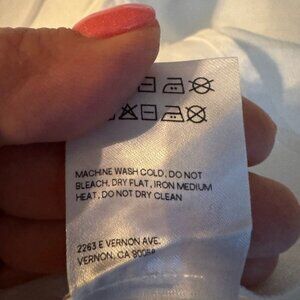 MACHINE WASH COLD, DO NOT
BLEACH, DRY FLAT, IRON MEDIUM
HEAT, DO NOT DRY CLEAN
2263 E VERNON AVE.
VERNON, CA 90058